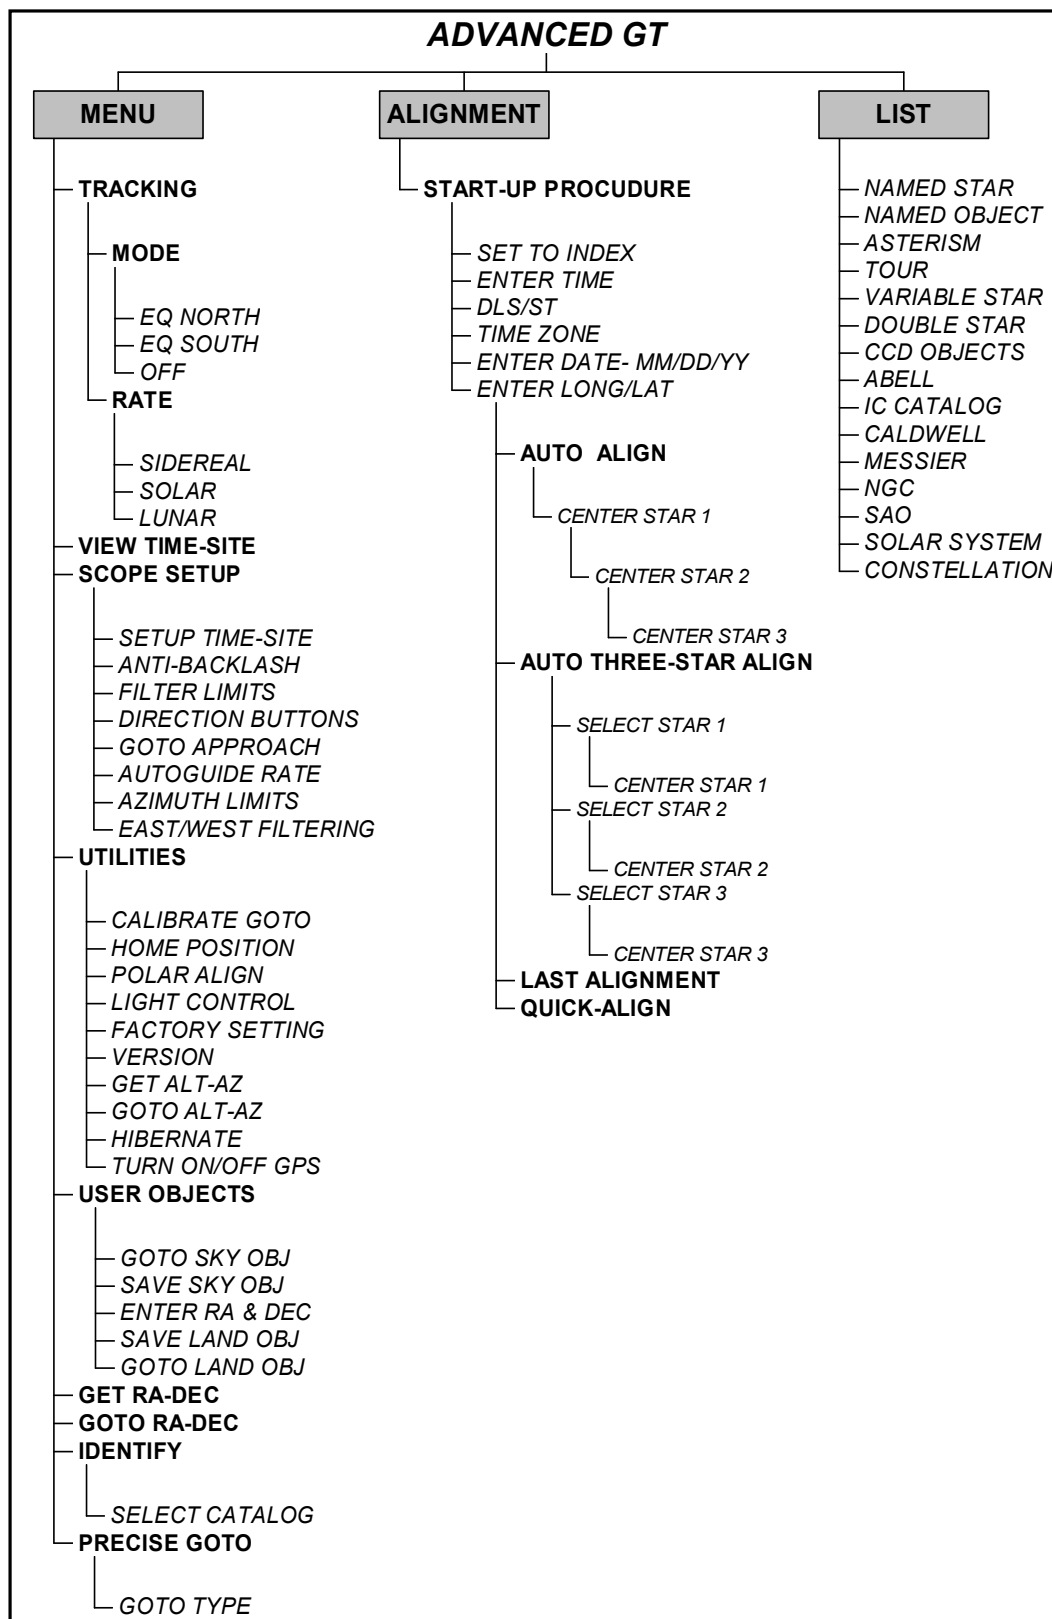 ADVANCED GT
MENU
TRACKING
MODE
EQ NORTH
EQ SOUTH
OFF
RATE
SIDEREAL
SOLAR
LUNAR
VIEW TIME-SITE
SCOPE SETUP
SETUP TIME-SITE
ANTI-BACKLASH
FILTER LIMITS
DIRECTION BUTTONS
GOTO APPROACH
AUTOGUIDE RATE
AZIMUTH LIMITS
EAST/WEST FILTERING
UTILITIES
CALIBRATE GOTO
HOME POSITION
POLAR ALIGN
LIGHT CONTROL
FACTORY SETTING
VERSION
GET ALT-AZ
GOTO ALT-AZ
HIBERNATE
TURN ON/OFF GPS
USER OBJECTS
GOTO SKY OBJ
SAVE SKY OBJ
ENTER RA & DEC
SAVE LAND OBJ
GOTO LAND OBJ
GET RA-DEC
GOTO RA-DEC
IDENTIFY
SELECT CATALOG
PRECISE GOTO
GOTO TYPE
ALIGNMENT
START-UP PROCUDURE
SET TO INDEX
ENTER TIME
DLS/ST
TIME ZONE
ENTER DATE- MM/DD/YY
ENTER LONG/LAT
AUTO ALIGN
CENTER STAR 1
CENTER STAR 2
CENTER STAR 3
AUTO THREE-STAR ALIGN
SELECT STAR 1
CENTER STAR 1
SELECT STAR 2
CENTER STAR 2
SELECT STAR 3
CENTER STAR 3
LAST ALIGNMENT
QUICK-ALIGN
LIST
NAMED STAR
NAMED OBJECT
ASTERISM
TOUR
VARIABLE STAR
DOUBLE STAR
CCD OBJECTS
ABELL
IC CATALOG
CALDWELL
MESSIER
NGC
SAO
SOLAR SYSTEM
CONSTELLATION